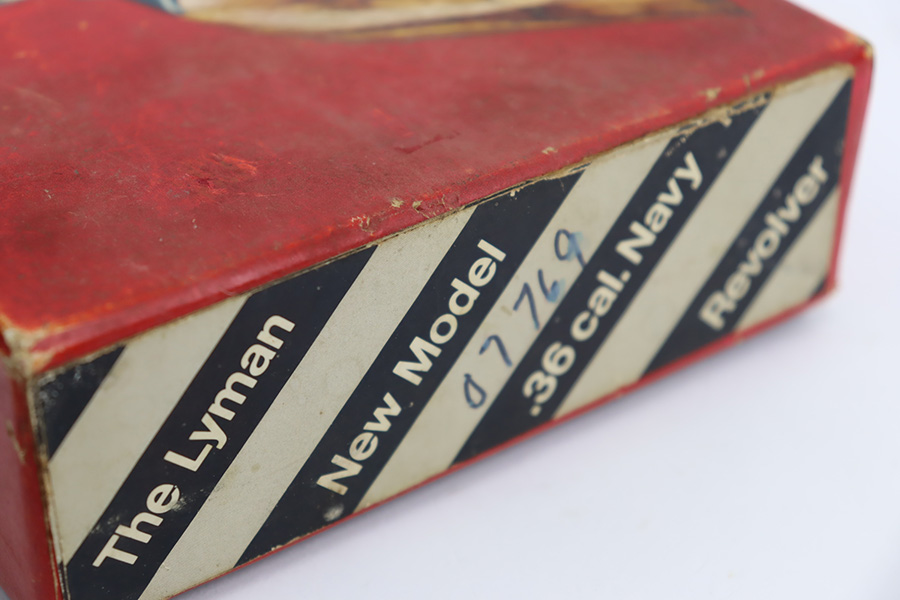 The Lyman
New Model
07769
.36 cal. Navy
Revolver